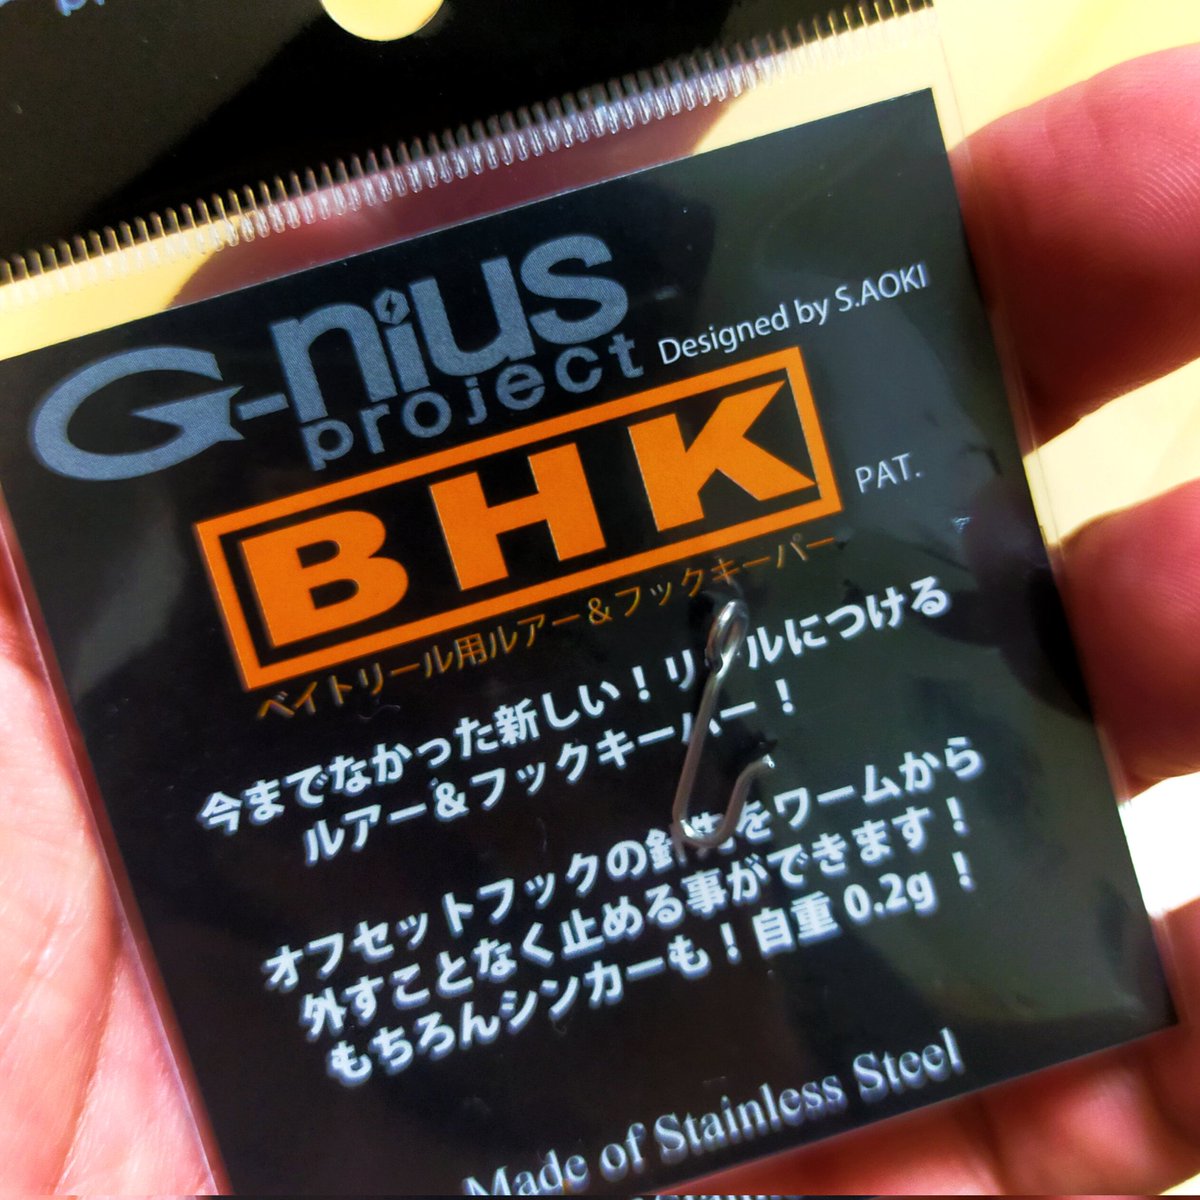 G-nius
project
Designed by S.AOKI
BHK
PAT.
ベイトリール用ルアー＆フックキーパー
今までなかった新しい！リールにつける
ルアー＆フックキーパー！
オフセットフックの針先をワームから
外すことなく止める事ができます！
もちろんシンカーも！自重 0.2g ！
Made of Stainless Steel